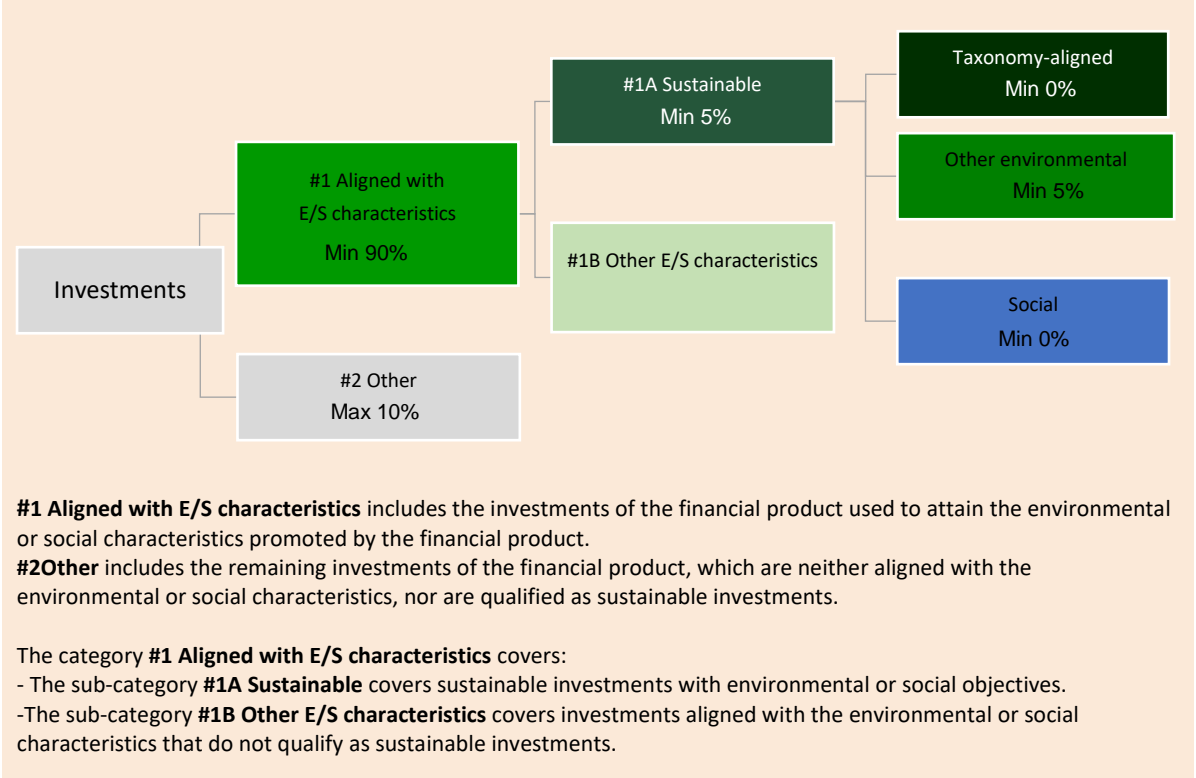 Investments
#1 Aligned with
E/S characteristics
Min 90%
#2 Other
Max 10%
#1A Sustainable
Min 5%
#1B Other E/S characteristics
Taxonomy-aligned
Min 0%
Other environmental
Min 5%
Social
Min 0%
#1 Aligned with E/S characteristics includes the investments of the financial product used to attain the environmental
or social characteristics promoted by the financial product.
#2Other includes the remaining investments of the financial product, which are neither aligned with the
environmental or social characteristics, nor are qualified as sustainable investments.
The category #1 Aligned with E/S characteristics covers:
- The sub-category #1A Sustainable covers sustainable investments with environmental or social objectives.
-The sub-category #1B Other E/S characteristics covers investments aligned with the environmental or social
characteristics that do not qualify as sustainable investments.